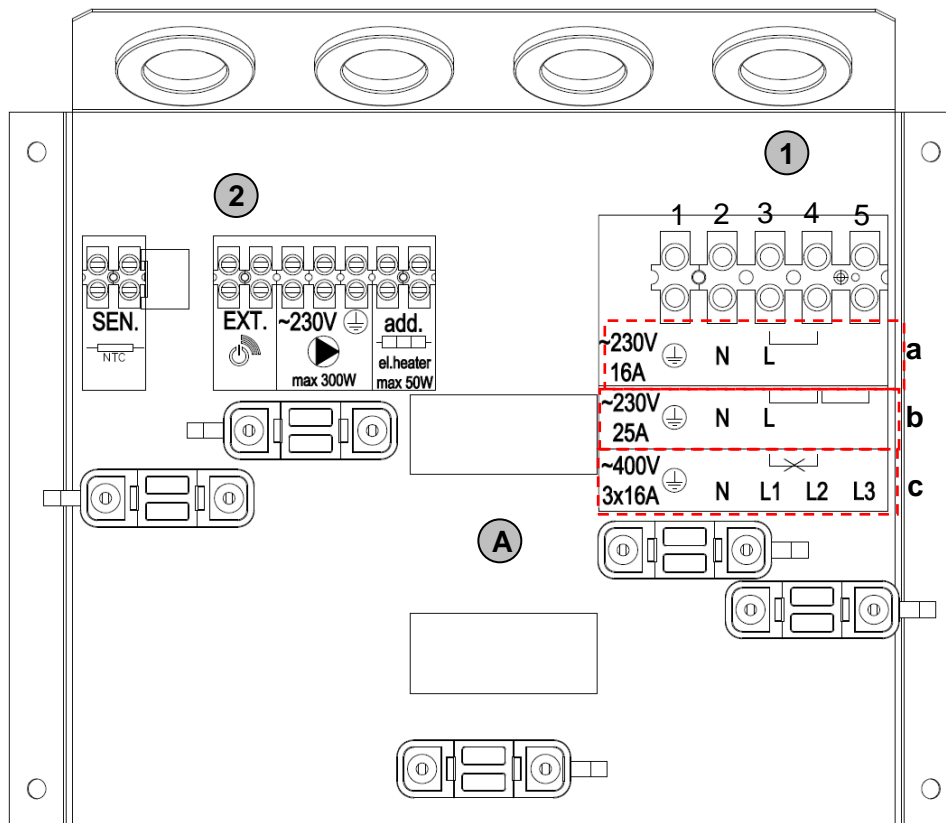 1
2
1 2 3 4 5
SEN.
NTC
EXT.
~230V
max 300W
add.
el.heater
max 50W
~230V
16A
N L
a
~230V
25A
N L
b
~400V
3x16A
N L1 L2 L3
c
A